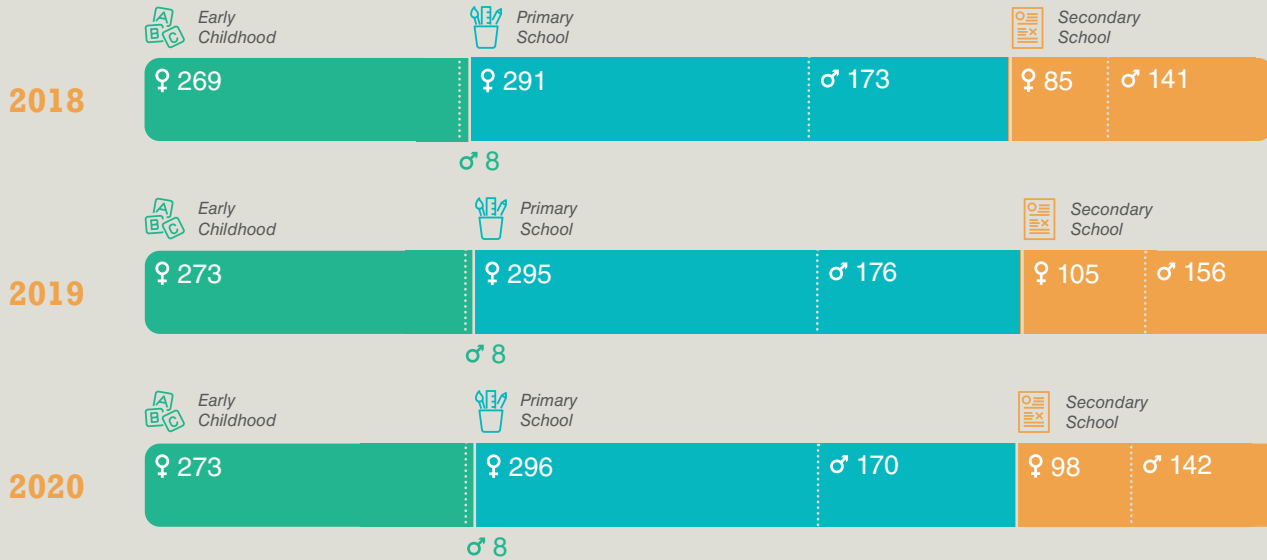 Early
Childhood
Primary
School
Secondary
School
2018
♀ 269
♀ 291
♂ 173
♀ 85
♂ 141
♂ 8
Early
Childhood
Primary
School
Secondary
School
2019
♀ 273
♀ 295
♂ 176
♀ 105
♂ 156
♂ 8
Early
Childhood
Primary
School
Secondary
School
2020
♀ 273
♀ 296
♂ 170
♀ 98
♂ 142
♂ 8